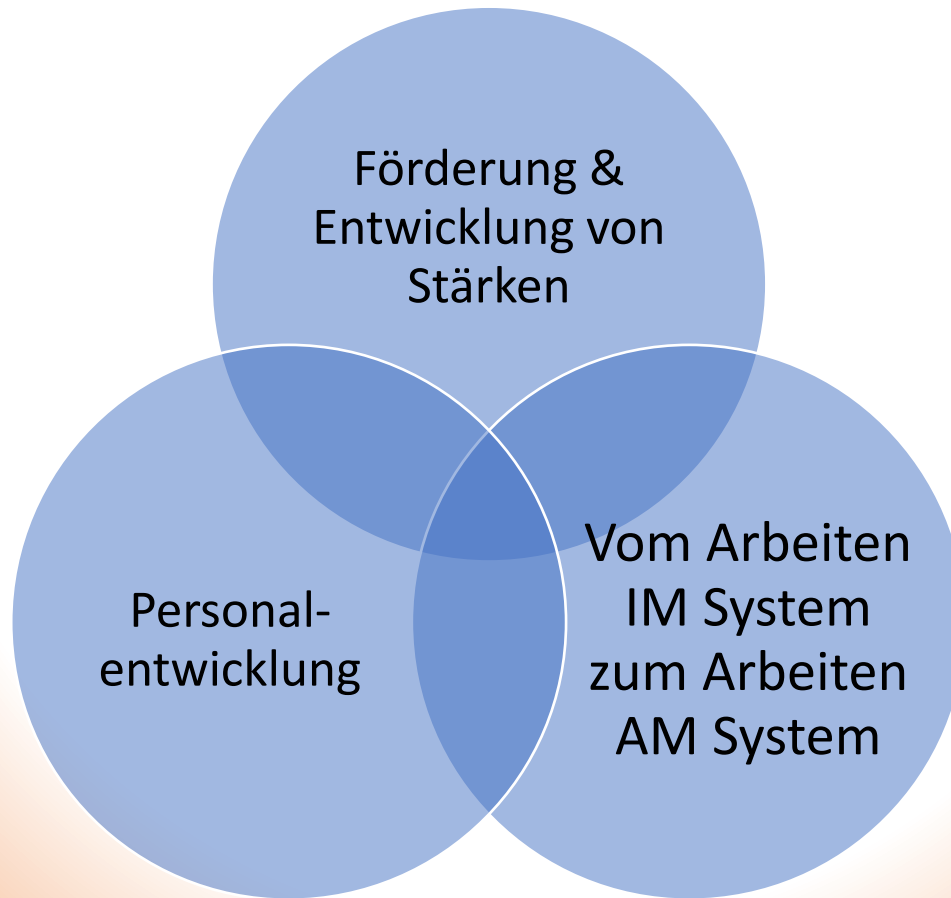 Förderung &
Entwicklung von
Stärken
Personal-
entwicklung
Vom Arbeiten
IM System
zum Arbeiten
AM System